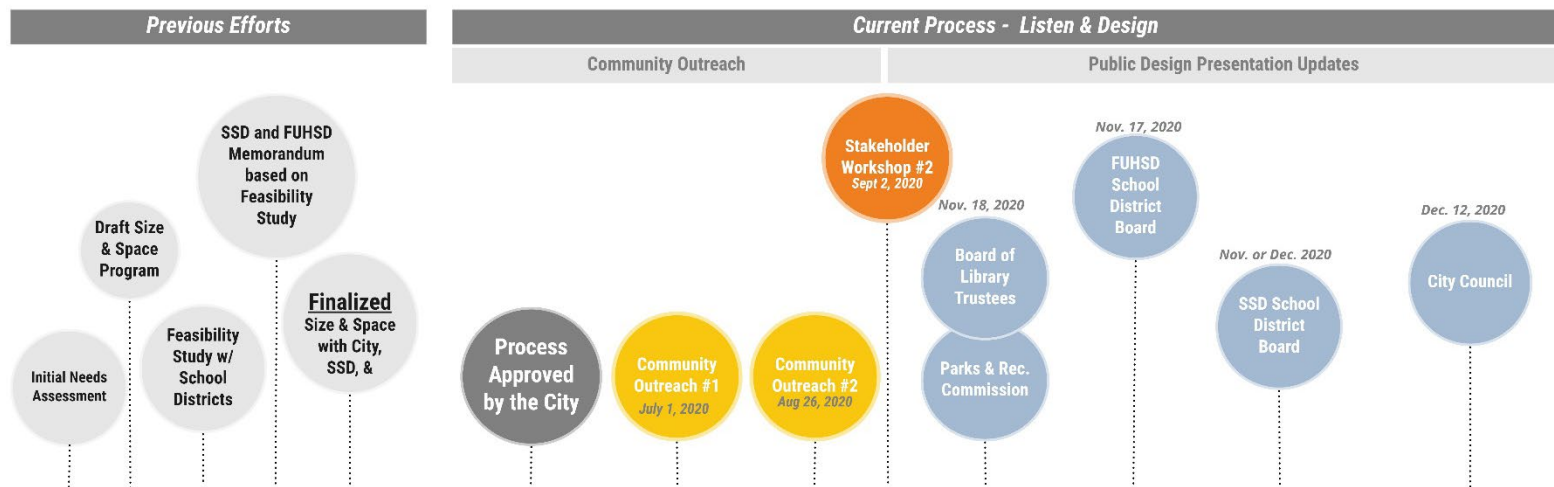 Previous Efforts
Current Process - Listen & Design
Community Outreach
Public Design Presentation Updates
Initial Needs
Assessment
Draft Size
& Space
Program
Feasibility
Study w/
School
Districts
SSD and FUHSD
Memorandum
based on
Feasibility
Study
Finalized
Size & Space
with City,
SSD, &
Process
Approved
by the City
Community
Outreach #1
July 1, 2020
Community
Outreach #2
Aug 26, 2020
Stakeholder
Workshop #2
Sept 2, 2020
Nov. 18, 2020
Board of
Library
Trustees
Parks & Rec.
Commission
Nov. 17, 2020
FUHSD
School
District
Board
Nov. or Dec. 2020
SSD School
District
Board
Dec. 12, 2020
City Council